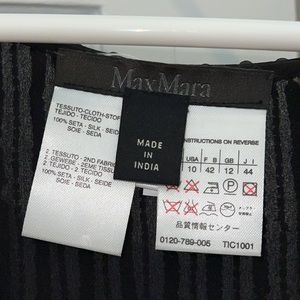 MaxMara
TESSUTO-CLOTH-STOF
TEJIDO - TECIDO
100% SETA - SILK - SEIDE
SOIE - SEDA
2. TESSUTO - 2ND FABRIC
2. GEWEBE - 2EME TISS
2. TEJIDO - 2. TECIDO
100% SETA - SILK - SEIDE
SOIE - SEDA
MADE
IN
INDIA
INSTRUCTIONS ON REVERSE
USA F B GB J I
10 42 12 44
品質情報センター
0120-789-005 TIC1001